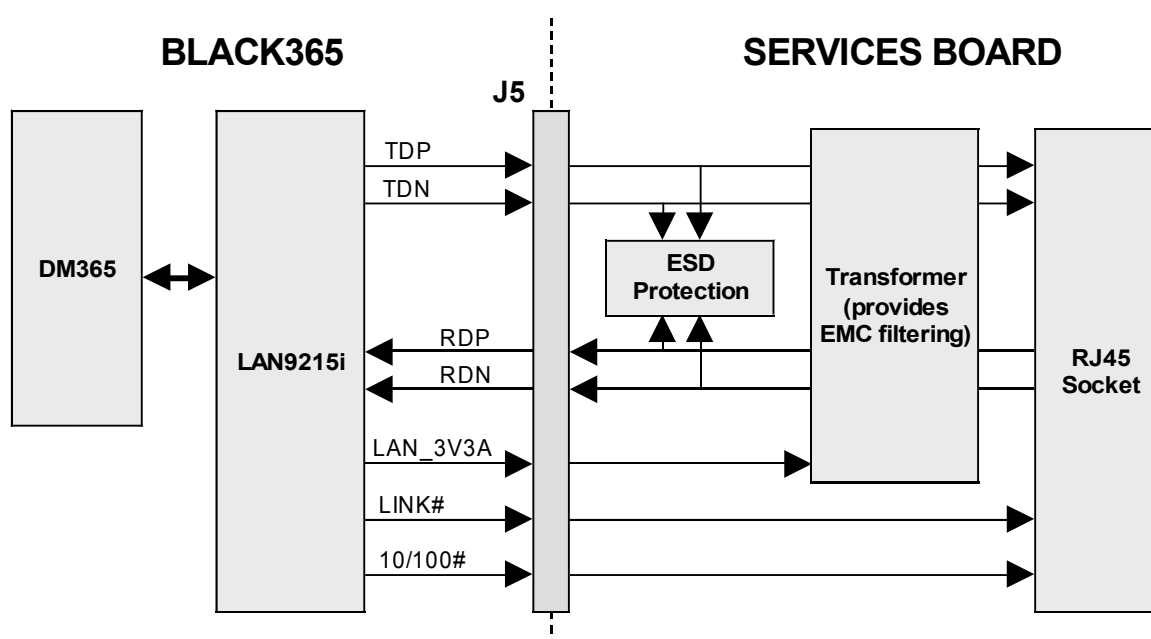 BLACK365
SERVICES BOARD
J5
TDP
TDN
DM365
LAN9215i
ESD
Protection
Transformer
(provides
EMC filtering)
RJ45
Socket
RDP
RDN
LAN_3V3A
LINK#
10/100#